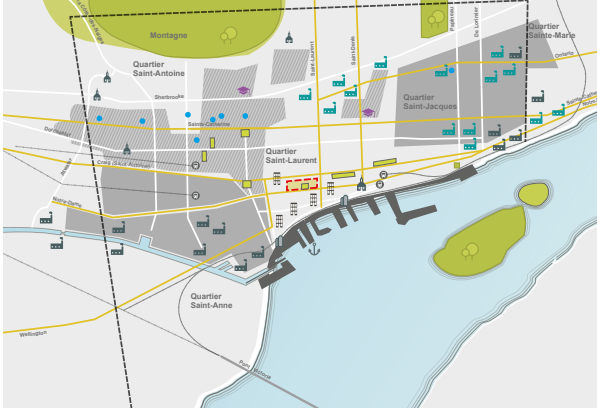 Montagne
Quartier
Saint-Antoine
Sherbrooke
Saint-Laurent
Saint-Denis
Papineau
De Lorimier
Quartier
Sainte-Marie
Ontario
Quartier
Saint-Jacques
Sainte-Catherine
Dorchester
Craig (Saint-Antoine)
Quartier
Saint-Laurent
Notre-Dame
Quartier
Sainte-Anne
Wellington
Pont Victoria